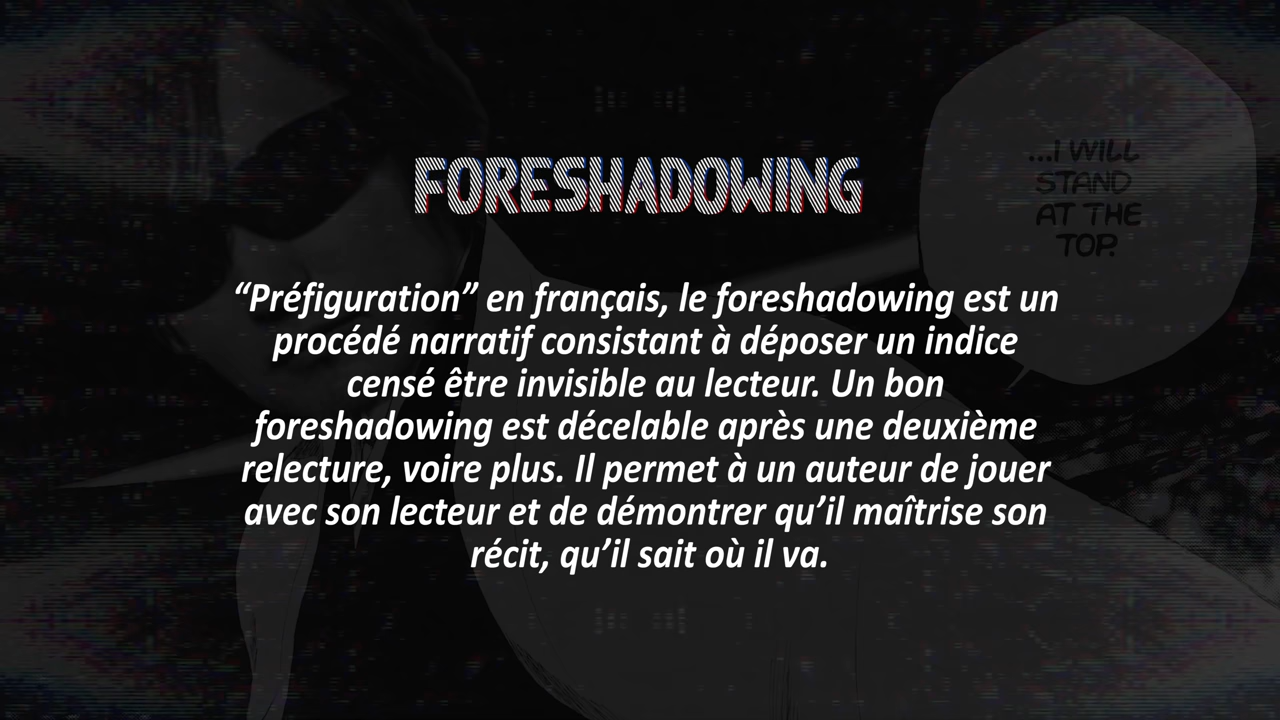 FORESHADOWING
...I WILL
STAND
AT THE
TOP.
“Préfiguration” en français, le foreshadowing est un
procédé narratif consistant à déposer un indice
censé être invisible au lecteur. Un bon
foreshadowing est décelable après une deuxième
relecture, voire plus. Il permet à un auteur de jouer
avec son lecteur et de démontrer qu’il maîtrise son
récit, qu’il sait où il va.